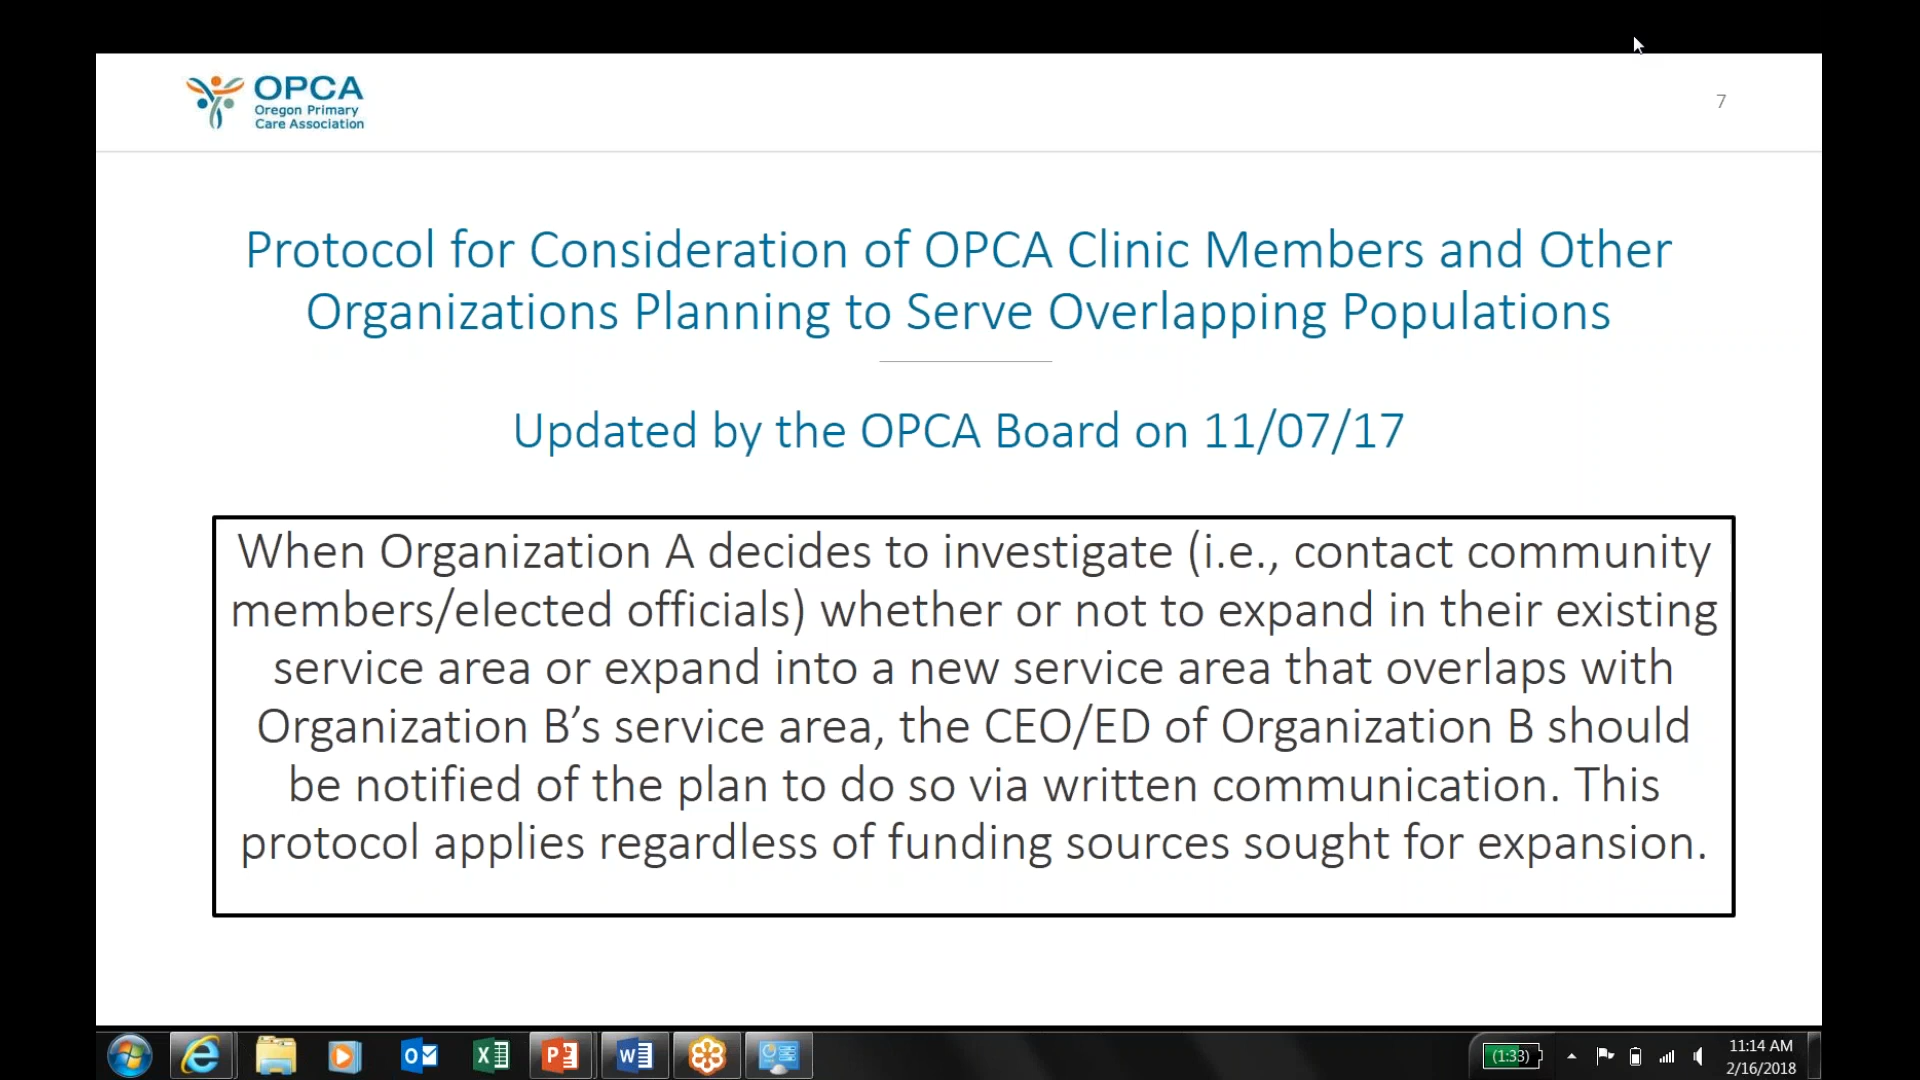 OPCA
Oregon Primary
Care Association
7
Protocol for Consideration of OPCA Clinic Members and Other
Organizations Planning to Serve Overlapping Populations
Updated by the OPCA Board on 11/07/17
When Organization A decides to investigate (i.e., contact community
members/elected officials) whether or not to expand in their existing
service area or expand into a new service area that overlaps with
Organization B’s service area, the CEO/ED of Organization B should
be notified of the plan to do so via written communication. This
protocol applies regardless of funding sources sought for expansion.
(1:33)
11:14 AM
2/16/2018